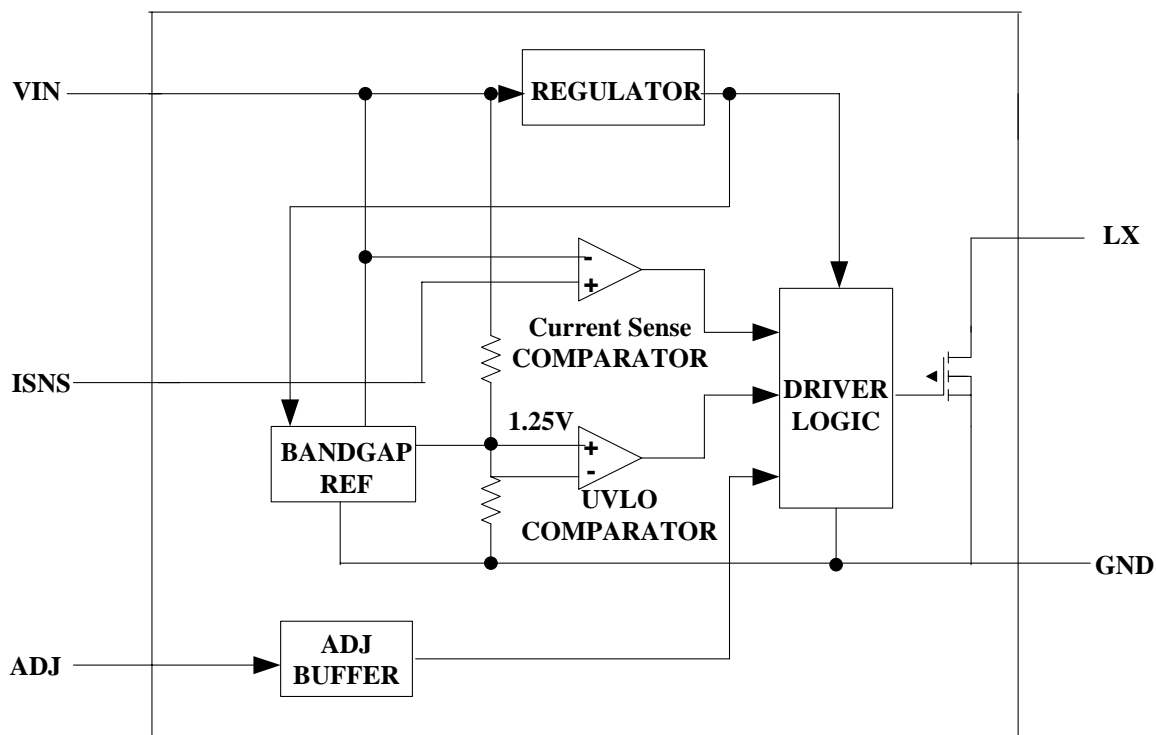 VIN
REGULATOR
LX
-
+
Current Sense
COMPARATOR
ISNS
DRIVER
LOGIC
1.25V
BANDGAP
REF
+
-
UVLO
COMPARATOR
GND
ADJ
BUFFER
ADJ